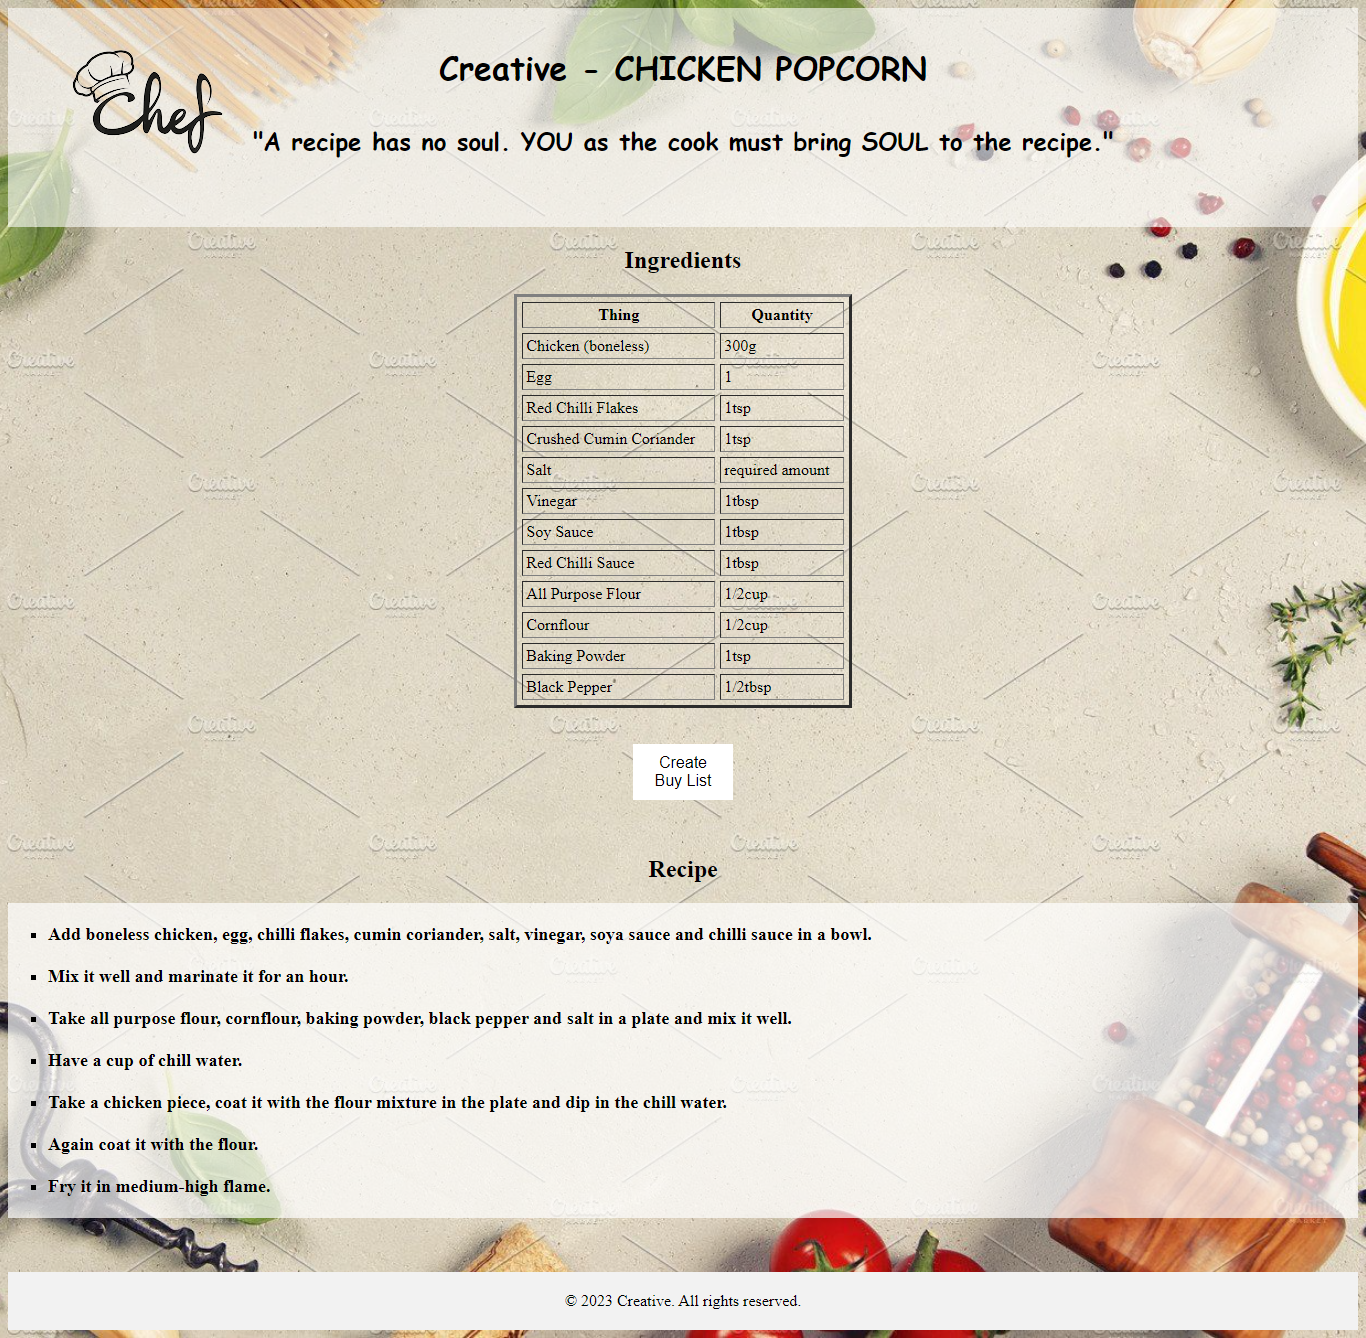 Chef
Creative - CHICKEN POPCORN
"A recipe has no soul. YOU as the cook must bring SOUL to the recipe."
Ingredients
Thing Quantity
Chicken (boneless) 300g
Egg 1
Red Chilli Flakes 1tsp
Crushed Cumin Coriander 1tsp
Salt required amount
Vinegar 1tbsp
Soy Sauce 1tbsp
Red Chilli Sauce 1tbsp
All Purpose Flour 1/2cup
Cornflour 1/2cup
Baking Powder 1tsp
Black Pepper 1/2tbsp
Create
Buy List
Recipe
Add boneless chicken, egg, chilli flakes, cumin coriander, salt, vinegar, soya sauce and chilli sauce in a bowl.
Mix it well and marinate it for an hour.
Take all purpose flour, cornflour, baking powder, black pepper and salt in a plate and mix it well.
Have a cup of chill water.
Take a chicken piece, coat it with the flour mixture in the plate and dip in the chill water.
Again coat it with the flour.
Fry it in medium-high flame.
© 2023 Creative. All rights reserved.
Creative
MARKET